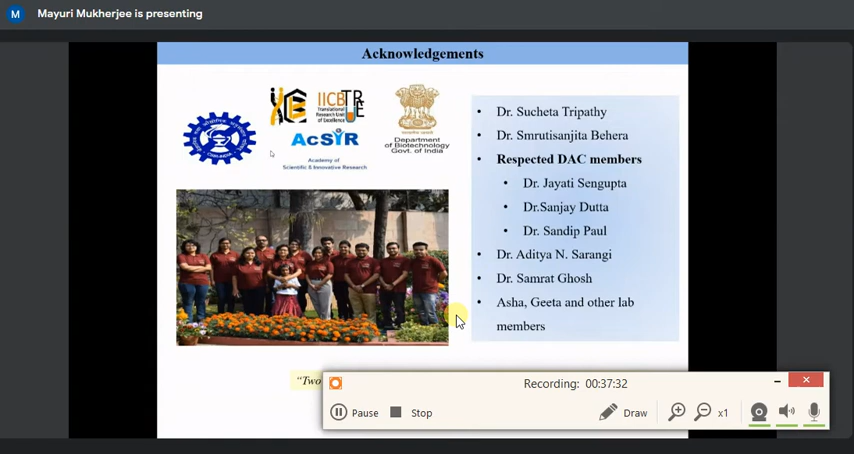 M Mayuri Mukherjee is presenting
Acknowledgements
IICB TRUE
Translational
Research Unit
of Excellence
AcSIR
Academy of
Scientific & Innovative Research
Department
of Biotechnology
Govt. of India
• Dr. Sucheta Tripathy
• Dr. Smrutisanjita Behera
• Respected DAC members
• Dr. Jayati Sengupta
• Dr.Sanjay Dutta
• Dr. Sandip Paul
• Dr. Aditya N. Sarangi
• Dr. Samrat Ghosh
• Asha, Geeta and other lab
members
“Two
Recording: 00:37:32
Pause Stop Draw x1